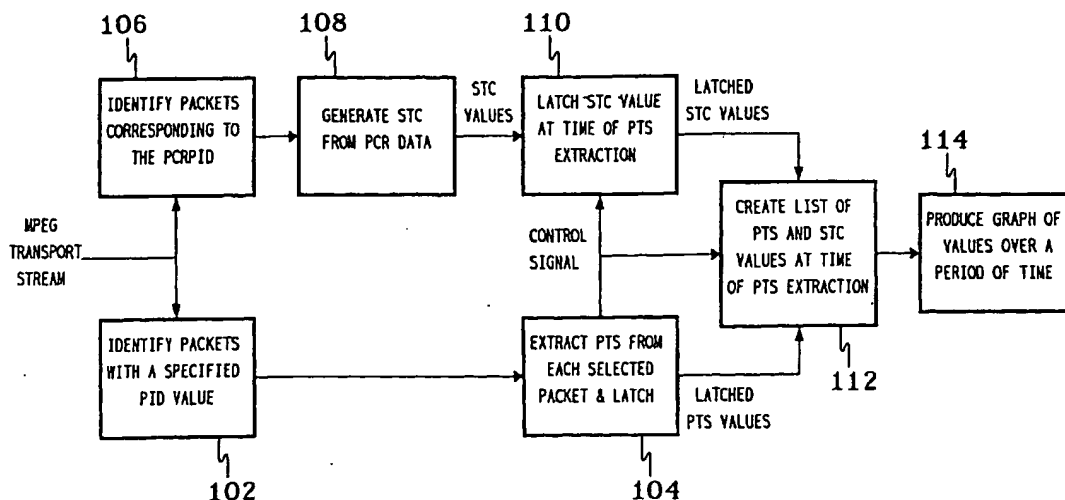 106
108
110
IDENTIFY PACKETS
CORRESPONDING TO
THE PCRPID
GENERATE STC
FROM PCR DATA
STC
VALUES
LATCH STC VALUE
AT TIME OF PTS
EXTRACTION
LATCHED
STC VALUES
114
MPEG
TRANSPORT
STREAM
CONTROL
SIGNAL
CREATE LIST OF
PTS AND STC
VALUES AT TIME
OF PTS EXTRACTION
PRODUCE GRAPH OF
VALUES OVER A
PERIOD OF TIME
IDENTIFY PACKETS
WITH A SPECIFIED
PID VALUE
EXTRACT PTS FROM
EACH SELECTED
PACKET & LATCH
LATCHED
PTS VALUES
112
102
104